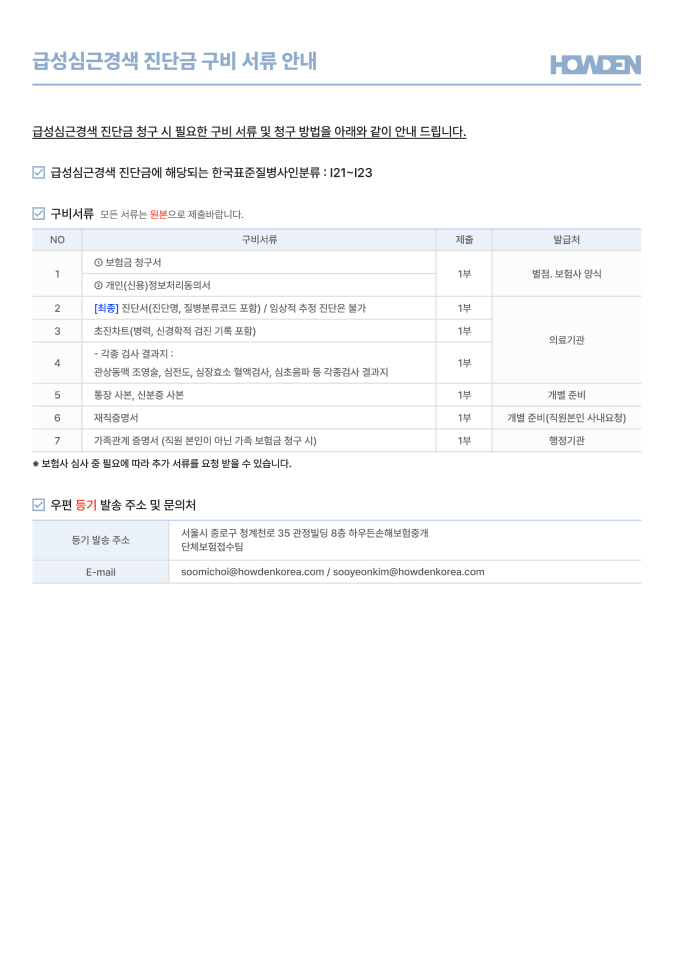 급성심근경색 진단금 구비 서류 안내
HOWDEN
급성심근경색 진단금 청구 시 필요한 구비 서류 및 청구 방법을 아래와 같이 안내 드립니다.
급성심근경색 진단금에 해당되는 한국표준질병사인분류 : I21~I23
구비서류 모든 서류는 원본으로 제출바랍니다.
NO 구비서류 제출 발급처
1 ① 보험금 청구서 1부 별첨. 보험사 양식
② 개인(신용)정보처리동의서
2 [최종] 진단서(진단명, 질병분류코드 포함) / 임상적 추정 진단은 불가 1부 의료기관
3 초진차트(병력, 신경학적 검진 기록 포함) 1부
4 - 각종 검사 결과지 : 1부
관상동맥 조영술, 심전도, 심장효소 혈액검사, 심초음파 등 각종검사 결과지
5 통장 사본, 신분증 사본 1부 개별 준비
6 재직증명서 1부 개별 준비(직원본인 사내요청)
7 가족관계 증명서 (직원 본인이 아닌 가족 보험금 청구 시) 1부 행정기관
※ 보험사 심사 중 필요에 따라 추가 서류를 요청 받을 수 있습니다.
우편 등기 발송 주소 및 문의처
등기 발송 주소 서울시 종로구 청계천로 35 관정빌딩 8층 하우든손해보험중개
단체보험접수팀
E-mail soomichoi@howdenkorea.com / sooyeonkim@howdenkorea.com